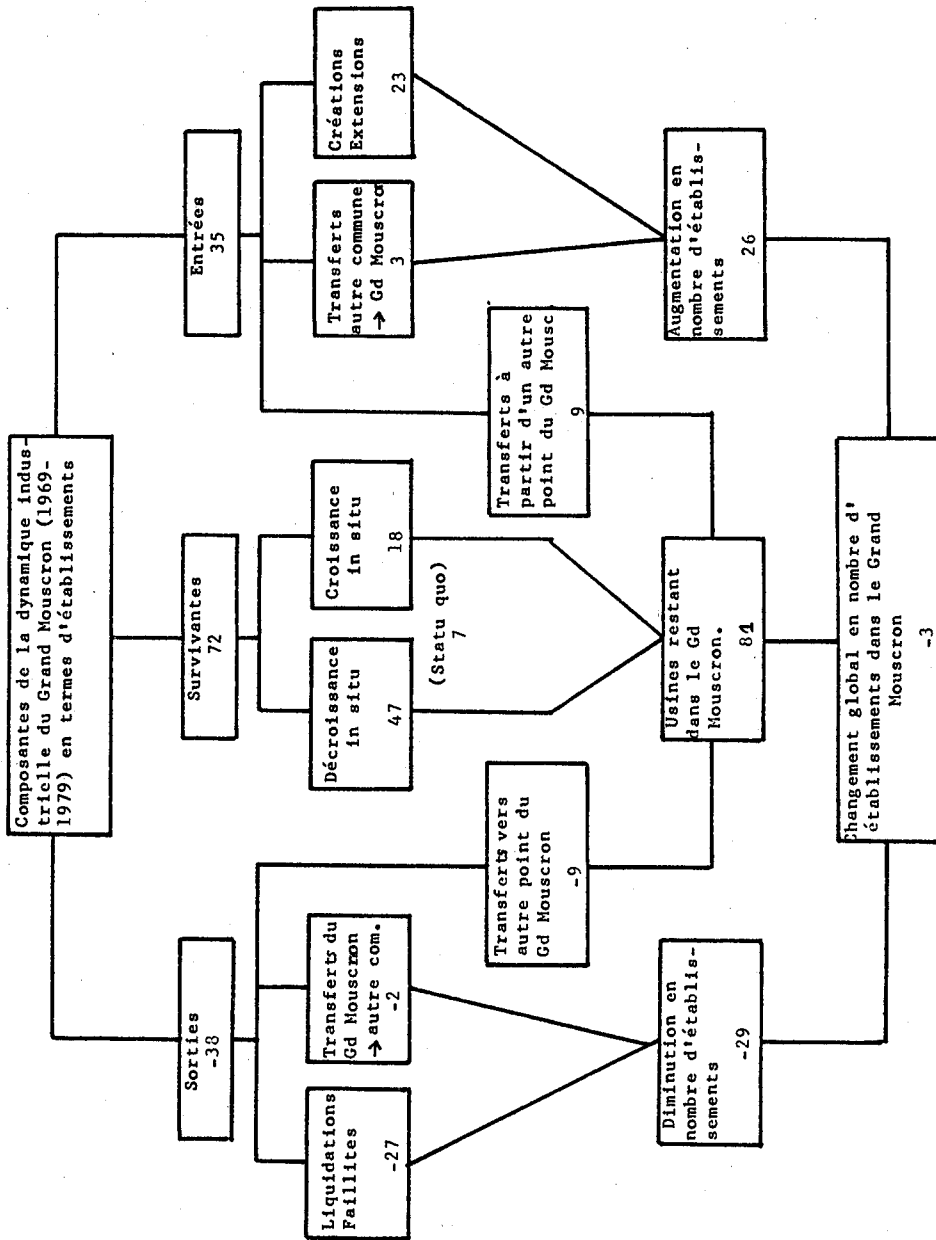 Composantes de la dynamique indus-
trielle du Grand Mouscron (1969-
1979) en termes d'établissements
Sorties
-38
Survivantes
72
Entrées
35
Liquidations
Faillites
-27
Transferts du
Gd Mouscron
→ autre com.
-2
Décroissance
in situ
47
Croissance
in situ
18
(Statu quo)
7
Transferts
autre commune
→ Gd Mouscron
3
Créations
Extensions
23
Transferts vers
autre point du
Gd Mouscron
-9
Transferts à
partir d'un autre
point du Gd Mousc
9
Diminution en
nombre d'établis-
sements
-29
Usines restant
dans le Gd
Mouscron.
81
Augmentation en
nombre d'établis-
sements
26
Changement global en nombre d'
établissements dans le Grand
Mouscron
-3